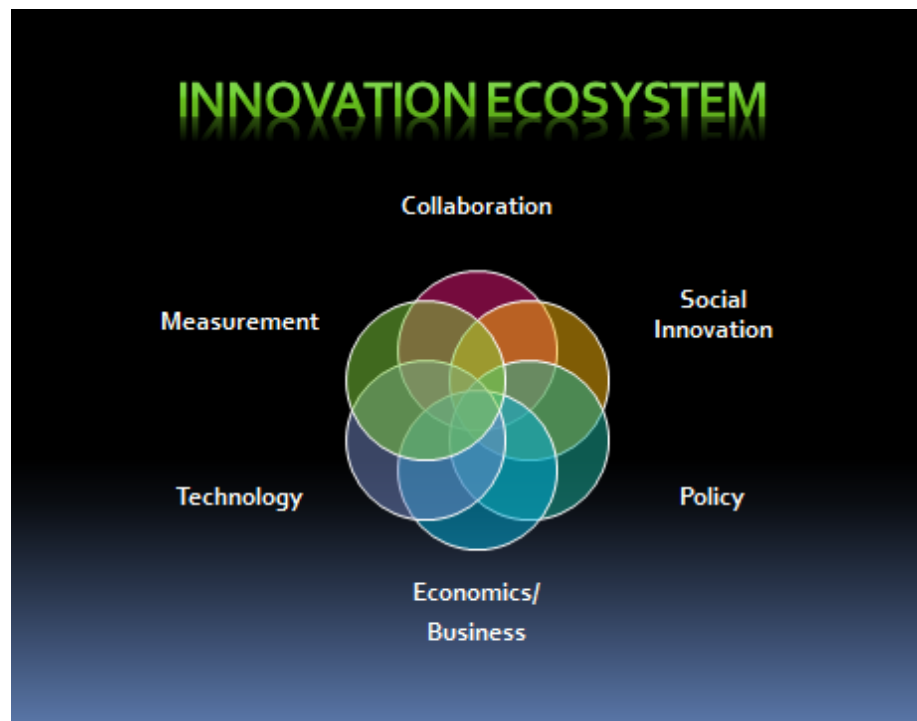 INNOVATION ECOSYSTEM
Collaboration
Social
Innovation
Measurement
Technology
Policy
Economics/
Business